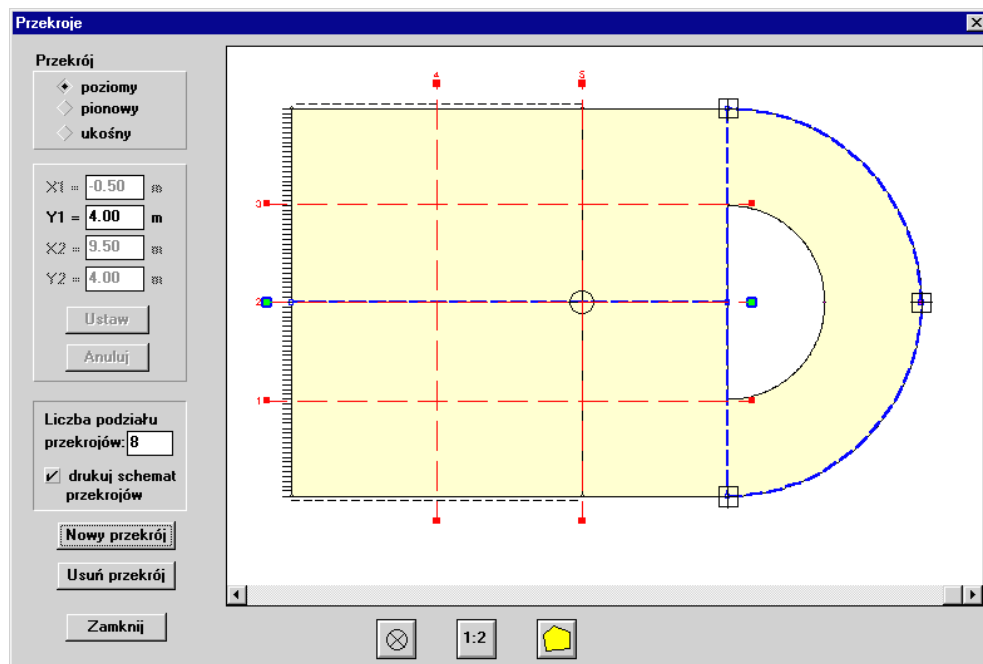 Przekroje
Przekrój
poziomy
pionowy
ukośny
X1 = -0.50 m
Y1 = 4.00 m
X2 = 9.50 m
Y2 = 4.00 m
Ustaw
Anuluj
Liczba podziału
przekrojów: 8
drukuj schemat
przekrojów
Nowy przekrój
Usuń przekrój
Zamknij
4 5
3
2
1
1:2